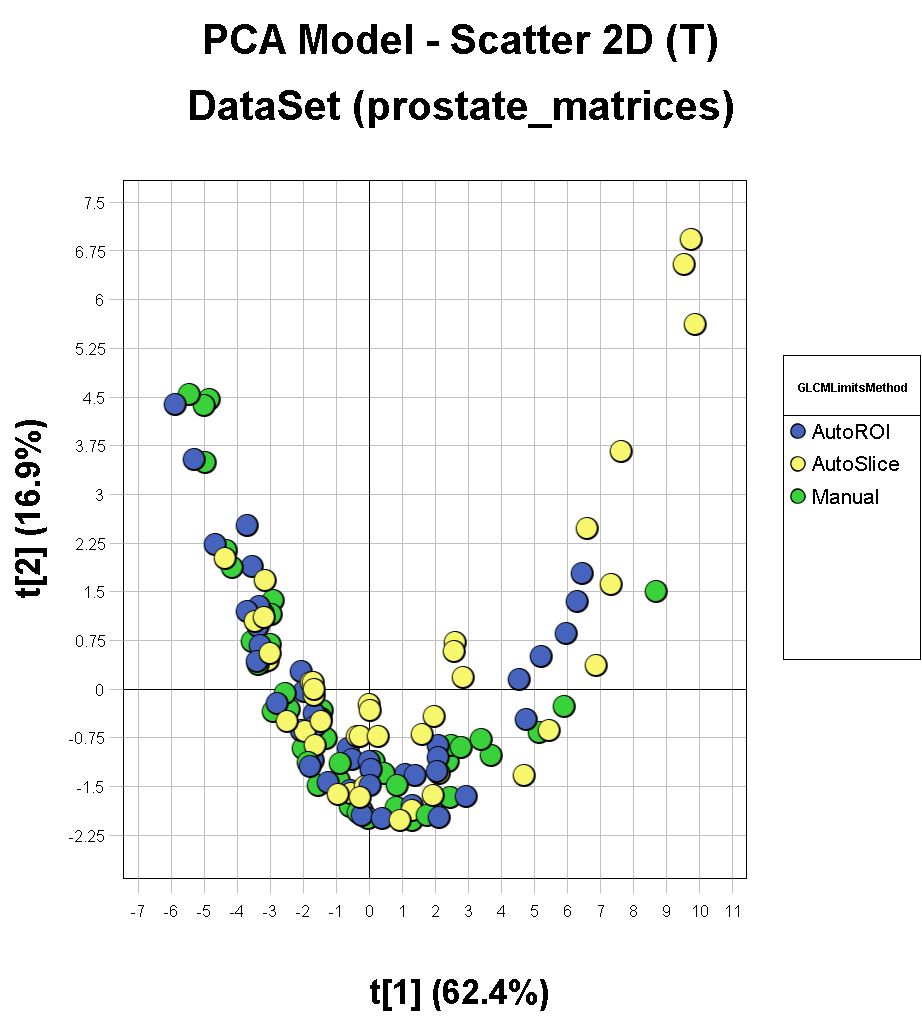 PCA Model - Scatter 2D (T)
DataSet (prostate_matrices)
t[2] (16.9%)
7.5
6.75
6
5.25
4.5
3.75
3
2.25
1.5
0.75
0
-0.75
-1.5
-2.25
-7 -6 -5 -4 -3 -2 -1 0 1 2 3 4 5 6 7 8 9 10 11
t[1] (62.4%)
GLCMLimitsMethod
AutoROI
AutoSlice
Manual